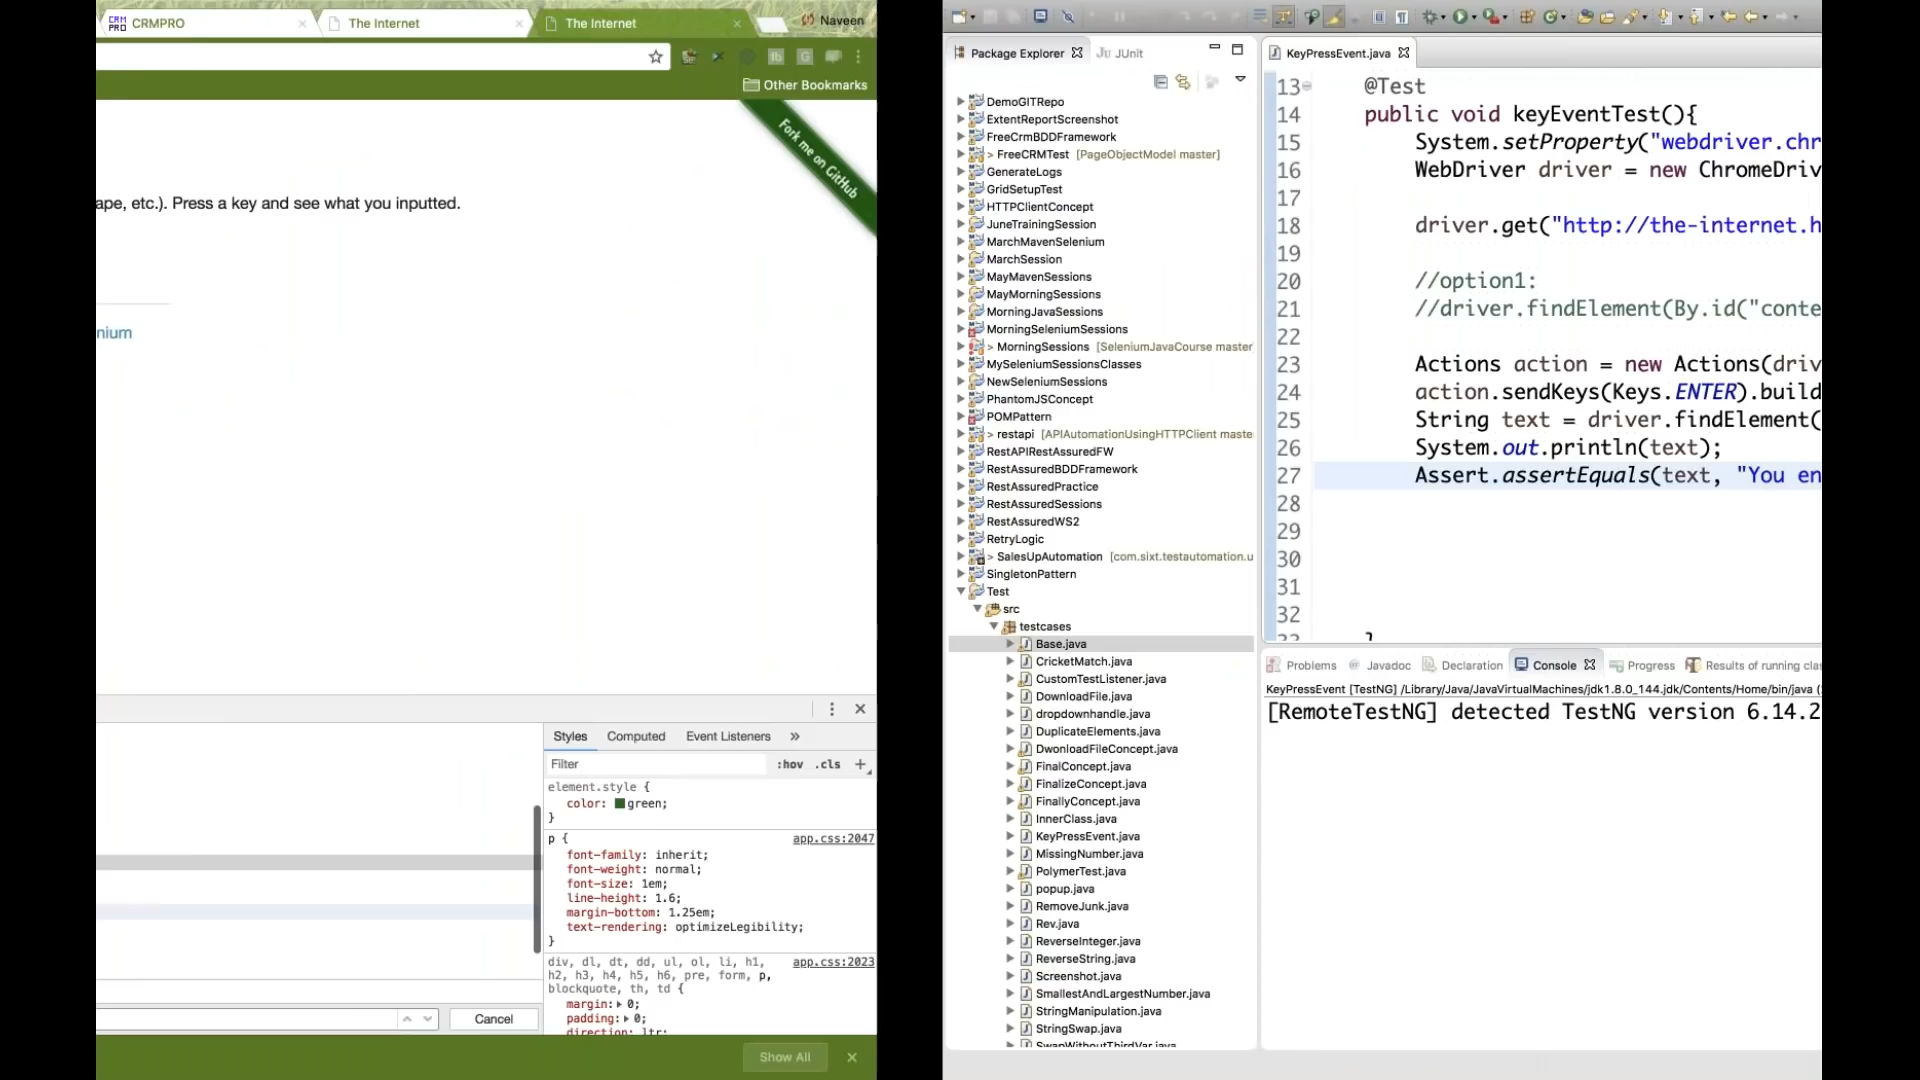 CRM
PRO
CRMPRO
The Internet
The Internet
Naveen
Other Bookmarks
Fork me on GitHub
ape, etc.). Press a key and see what you inputted.
nium
Styles
Computed
Event Listeners
»
Filter
:hov
.cls
+
element.style {
color: green;
}
p {
app.css:2047
font-family: inherit;
font-weight: normal;
font-size: 1em;
line-height: 1.6;
margin-bottom: 1.25em;
text-rendering: optimizeLegibility;
}
div, dl, dt, dd, ul, ol, li, h1,
app.css:2023
h2, h3, h4, h5, h6, pre, form, p,
blockquote, th, td {
margin: 0;
padding: 0;
direction: ltr;
Cancel
Show All
Package Explorer
JUnit
DemoGITRepo
ExtentReportScreenshot
FreeCrmBDDFramework
> FreeCRMTest [PageObjectModel master]
GenerateLogs
GridSetupTest
HTTPClientConcept
JuneTrainingSession
MarchMavenSelenium
MarchSession
MayMavenSessions
MayMorningSessions
MorningJavaSessions
MorningSeleniumSessions
> MorningSessions [SeleniumJavaCourse master
MySeleniumSessionsClasses
NewSeleniumSessions
PhantomJSConcept
POMPattern
> restapi [APIAutomationUsingHTTPClient maste
RestAPIRestAssuredFW
RestAssuredBDDFramework
RestAssuredPractice
RestAssuredSessions
RestAssuredWS2
RetryLogic
> SalesUpAutomation [com.sixt.testautomation.u
SingletonPattern
Test
src
testcases
Base.java
CricketMatch.java
CustomTestListener.java
DownloadFile.java
dropdownhandle.java
DuplicateElements.java
DwonloadFileConcept.java
FinalConcept.java
FinalizeConcept.java
FinallyConcept.java
InnerClass.java
KeyPressEvent.java
MissingNumber.java
PolymerTest.java
popup.java
RemoveJunk.java
Rev.java
ReverseInteger.java
ReverseString.java
Screenshot.java
SmallestAndLargestNumber.java
StringManipulation.java
StringSwap.java
SwapWithoutThirdVar.java
KeyPressEvent.java
13 @Test
14 public void keyEventTest(){
15 System.setProperty("webdriver.chr
16 WebDriver driver = new ChromeDriv
17
18 driver.get("http://the-internet.h
19
20 //option1:
21 //driver.findElement(By.id("conte
22
23 Actions action = new Actions(driv
24 action.sendKeys(Keys.ENTER).build
25 String text = driver.findElement(
26 System.out.println(text);
27 Assert.assertEquals(text, "You en
28
29
30
31
32
33 }
Problems
Javadoc
Declaration
Console
Progress
Results of running cla
KeyPressEvent [TestNG] /Library/Java/JavaVirtualMachines/jdk1.8.0_144.jdk/Contents/Home/bin/java (
[RemoteTestNG] detected TestNG version 6.14.2